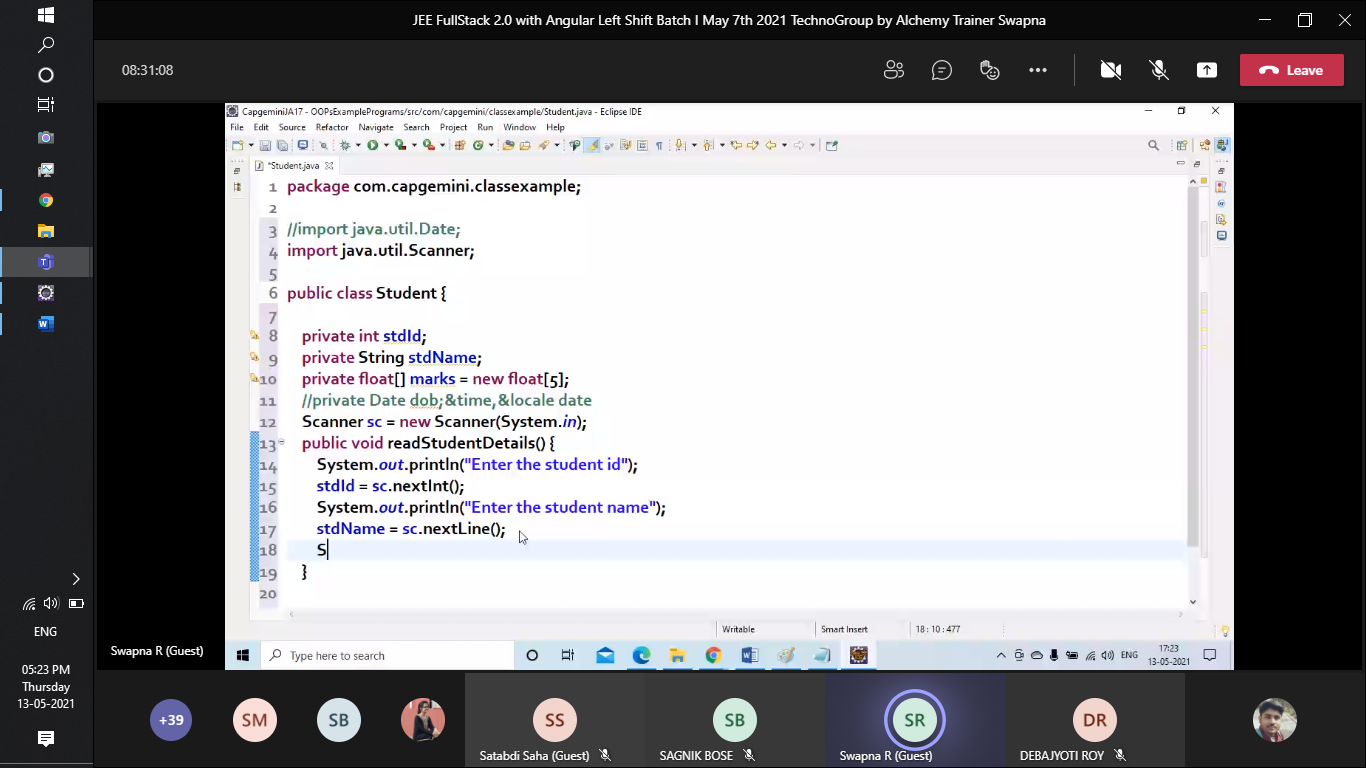 JEE FullStack 2.0 with Angular Left Shift Batch I May 7th 2021 TechnoGroup by Alchemy Trainer Swapna
08:31:08
Leave
CapgeminiJA17 - OOPsExamplePrograms/src/com/capgemini/classexample/Student.java - Eclipse IDE
File Edit Source Refactor Navigate Search Project Run Window Help
*Student.java
1 package com.capgemini.classexample;
2
3 //import java.util.Date;
4 import java.util.Scanner;
5
6 public class Student {
7
8 private int stdId;
9 private String stdName;
10 private float[] marks = new float[5];
11 //private Date dob;&time,&locale date
12 Scanner sc = new Scanner(System.in);
13 public void readStudentDetails() {
14 System.out.println("Enter the student id");
15 stdId = sc.nextInt();
16 System.out.println("Enter the student name");
17 stdName = sc.nextLine();
18 S
19 }
20
Writable Smart Insert 18 : 10 : 477
Type here to search
ENG
17:23
13-05-2021
Swapna R (Guest)
ENG
05:23 PM
Thursday
13-05-2021
+39
SM
SB
SS
Satabdi Saha (Guest)
SB
SAGNIK BOSE
SR
Swapna R (Guest)
DR
DEBAJYOTI ROY